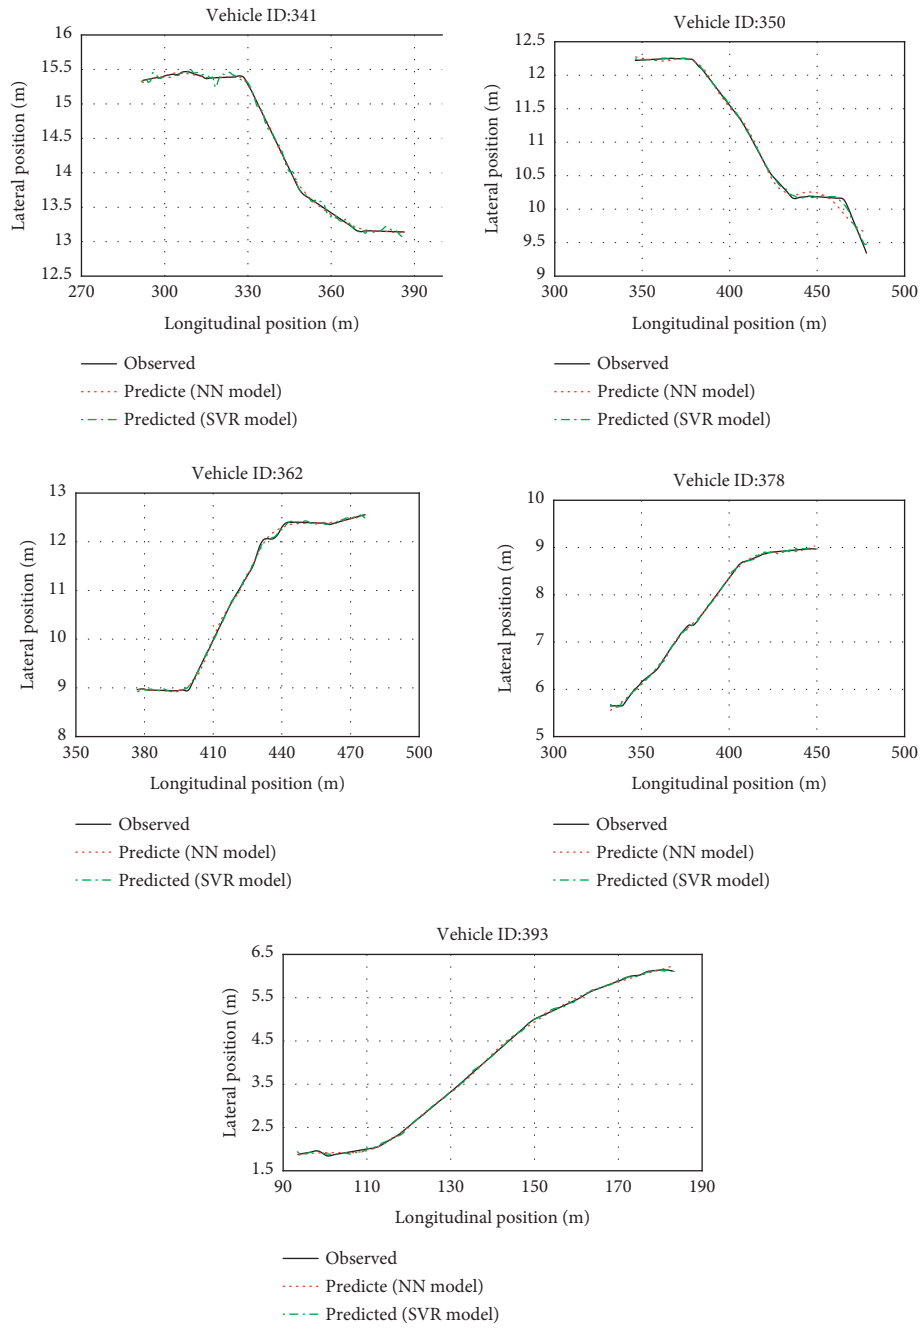 Vehicle ID:341
16
15.5
15
14.5
14
13.5
13
12.5
270
300
330
360
390
Lateral position (m)
Longitudinal position (m)
Observed
Predicte (NN model)
Predicted (SVR model)
Vehicle ID:350
12.5
12
12.5
11
10.5
10
9.5
9
300
350
400
450
500
Lateral position (m)
Longitudinal position (m)
Observed
Predicte (NN model)
Predicted (SVR model)
Vehicle ID:362
13
12
11
10
9
8
350
380
410
440
470
500
Lateral position (m)
Longitudinal position (m)
Observed
Predicte (NN model)
Predicted (SVR model)
Vehicle ID:378
10
9
8
7
6
5
300
350
400
450
500
Lateral position (m)
Longitudinal position (m)
Observed
Predicte (NN model)
Predicted (SVR model)
Vehicle ID:393
6.5
5.5
4.5
3.5
2.5
1.5
90
110
130
150
170
190
Lateral position (m)
Longitudinal position (m)
Observed
Predicte (NN model)
Predicted (SVR model)